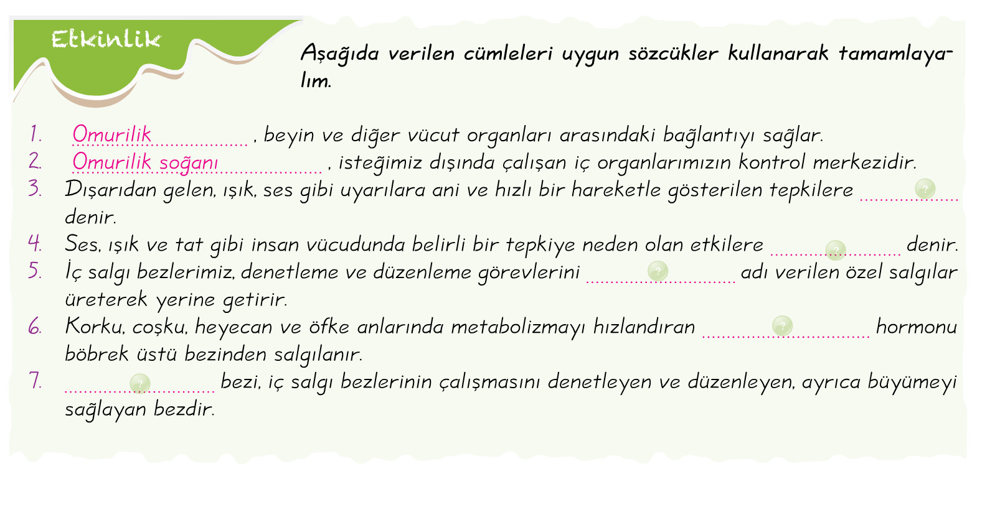 Etkinlik
Aşağıda verilen cümleleri uygun sözcükler kullanarak tamamlaya-
lım.
1. Omurilik , beyin ve diğer vücut organları arasındaki bağlantıyı sağlar.
2. Omurilik soğanı , isteğimiz dışında çalışan iç organlarımızın kontrol merkezidir.
3. Dışarıdan gelen, ışık, ses gibi uyarılara ani ve hızlı bir hareketle gösterilen tepkilere ?
denir.
4. Ses, ışık ve tat gibi insan vücudunda belirli bir tepkiye neden olan etkilere ? denir.
5. İç salgı bezlerimiz, denetleme ve düzenleme görevlerini ? adı verilen özel salgılar
üreterek yerine getirir.
6. Korku, coşku, heyecan ve öfke anlarında metabolizmayı hızlandıran ? hormonu
böbrek üstü bezinden salgılanır.
7. ? bezi, iç salgı bezlerinin çalışmasını denetleyen ve düzenleyen, ayrıca büyümeyi
sağlayan bezdir.